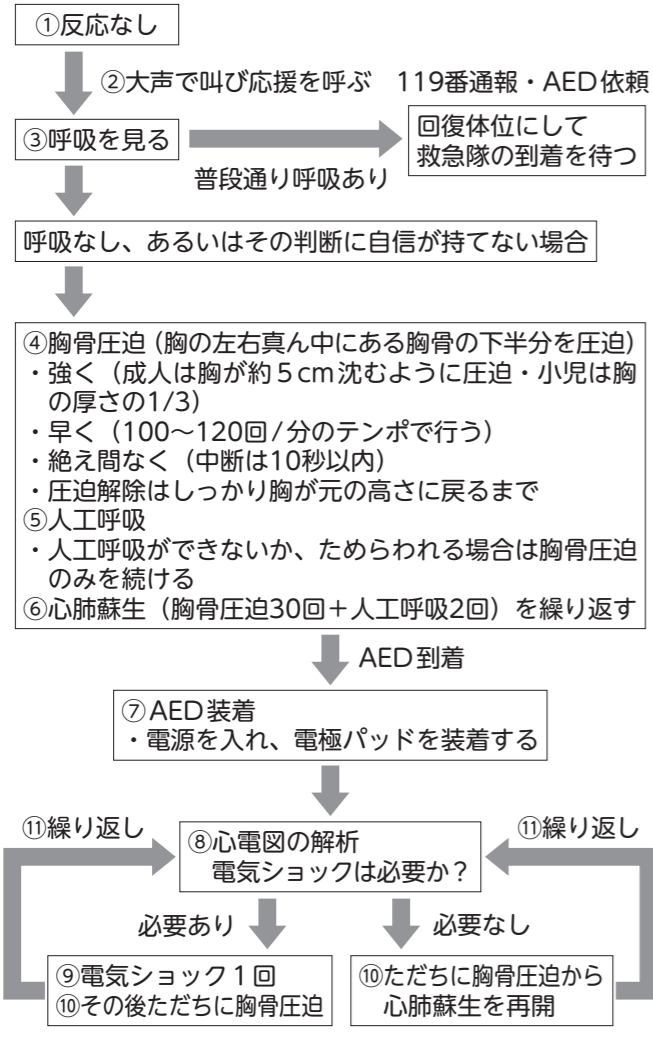 ①反応なし
②大声で叫び応援を呼ぶ 119番通報・AED依頼
③呼吸を見る
普段通り呼吸あり
回復体位にして
救急隊の到着を待つ
呼吸なし、あるいはその判断に自信が持てない場合
④胸骨圧迫(胸の左右真ん中にある胸骨の下半分を圧迫)
・強く(成人は胸が約5cm沈むように圧迫・小児は胸
の厚さの1/3)
・早く(100〜120回/分のテンポで行う)
・絶え間なく(中断は10秒以内)
・圧迫解除はしっかり胸が元の高さに戻るまで
⑤人工呼吸
・人工呼吸ができないか、ためらわれる場合は胸骨圧迫
のみを続ける
⑥心肺蘇生(胸骨圧迫30回+人工呼吸2回)を繰り返す
AED到着
⑦AED装着
・電源を入れ、電極パッドを装着する
⑪繰り返し
⑪繰り返し
⑧心電図の解析
電気ショックは必要か?
必要あり
必要なし
⑨電気ショック1回
⑩その後ただちに胸骨圧迫
⑩ただちに胸骨圧迫から
心肺蘇生を再開